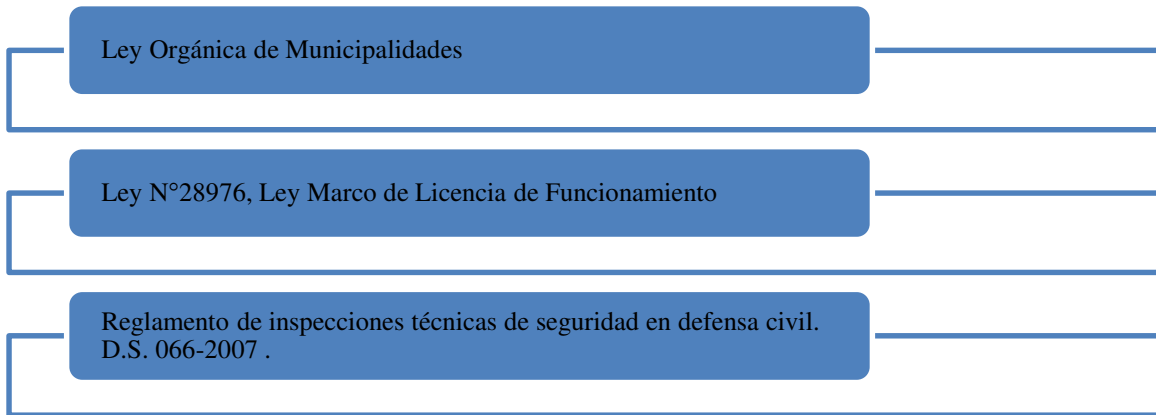 Ley Orgánica de Municipalidades
Ley N°28976, Ley Marco de Licencia de Funcionamiento
Reglamento de inspecciones técnicas de seguridad en defensa civil.
D.S. 066-2007 .